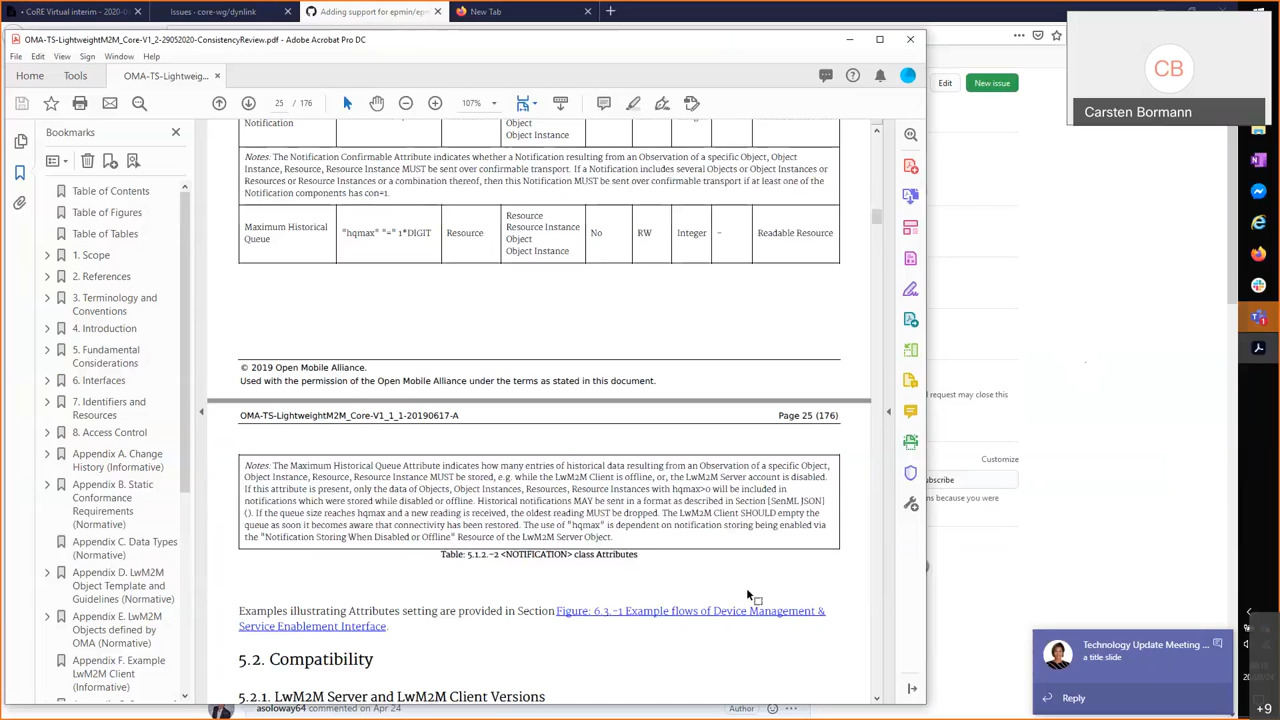 CoRE Virtual interim - 2020-0
Issues · core-wg/dynlink
Adding support for epmin/epm
New Tab
OMA-TS-LightweightM2M_Core-V1_2-29052020-ConsistencyReview.pdf - Adobe Acrobat Pro DC
File Edit View Sign Window Help
Home
Tools
OMA-TS-Lightweig...
25 / 176
107%
Bookmarks
Table of Contents
Table of Figures
Table of Tables
1. Scope
2. References
3. Terminology and
Conventions
4. Introduction
5. Fundamental
Considerations
6. Interfaces
7. Identifiers and
Resources
8. Access Control
Appendix A. Change
History (Informative)
Appendix B. Static
Conformance
Requirements
(Normative)
Appendix C. Data Types
(Normative)
Appendix D. LwM2M
Object Template and
Guidelines (Normative)
Appendix E. LwM2M
Objects defined by
OMA (Normative)
Appendix F. Example
LwM2M Client
(Informative)
Notification
Object
Object Instance
Notes: The Notification Confirmable Attribute indicates whether a Notification resulting from an Observation of a specific Object, Object
Instance, Resource, Resource Instance MUST be sent over confirmable transport. If a Notification includes several Objects or Object Instances or
Resources or Resource Instances or a combination thereof, then this Notification MUST be sent over confirmable transport if at least one of the
Notification components has con=1.
Maximum Historical
Queue
"hqmax" "=" 1*DIGIT
Resource
Resource
Resource Instance
Object
Object Instance
No
RW
Integer
-
Readable Resource
© 2019 Open Mobile Alliance.
Used with the permission of the Open Mobile Alliance under the terms as stated in this document.
OMA-TS-LightweightM2M_Core-V1_1_1-20190617-A
Page 25 (176)
Notes: The Maximum Historical Queue Attribute indicates how many entries of historical data resulting from an Observation of a specific Object,
Object Instance, Resource, Resource Instance MUST be stored, e.g. while the LwM2M Client is offline, or, the LwM2M Server account is disabled.
If this attribute is present, only the data of Objects, Object Instances, Resources, Resource Instances with hqmax>0 will be included in
notifications which were stored while disabled or offline. Historical notifications MAY be sent in a format as described in Section [SenML JSON]
(). If the queue size reaches hqmax and a new reading is received, the oldest reading MUST be dropped. The LwM2M Client SHOULD empty the
queue as soon it becomes aware that connectivity has been restored. The use of "hqmax" is dependent on notification storing being enabled via
the "Notification Storing When Disabled or Offline" Resource of the LwM2M Server Object.
Table: 5.1.2.-2 <NOTIFICATION> class Attributes
Examples illustrating Attributes setting are provided in Section Figure: 6.3.-1 Example flows of Device Management &
Service Enablement Interface.
5.2. Compatibility
5.2.1. LwM2M Server and LwM2M Client Versions
Edit
New issue
CB
Carsten Bormann
l request may close this
Customize
ubscribe
ons because you were
Technology Update Meeting ...
a title slide
Reply
asoloway64 commented on Apr 24
Author
+9